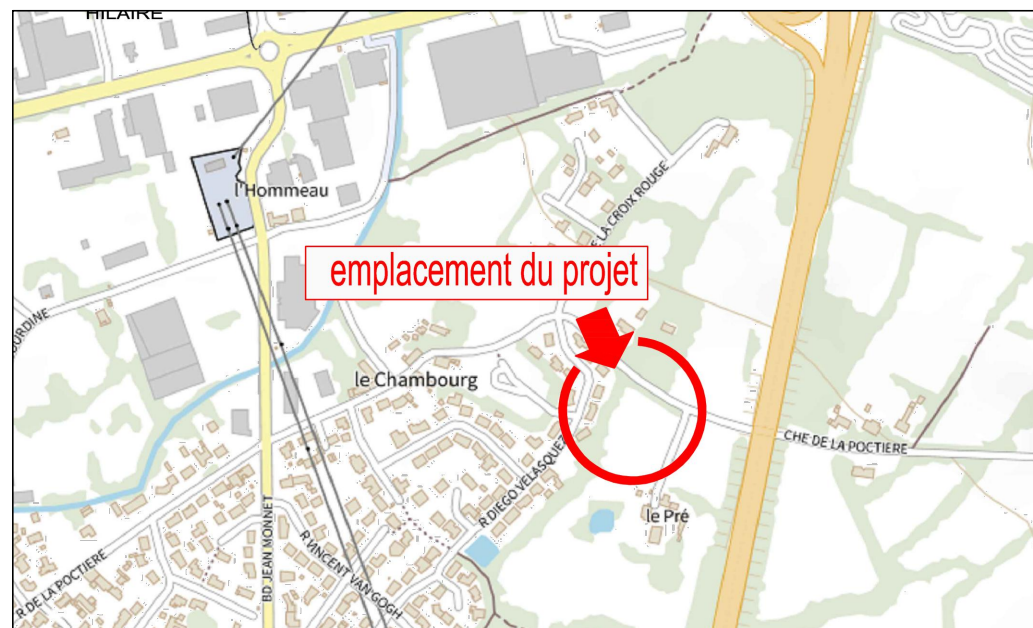 HILAIRE
l'Hommeau
E LA CROIX ROUGE
emplacement du projet
OURDINE
le Chambourg
CHE DE LA POCTIERE
R DIEGO VELASQUEZ
le Pré
BD JEAN MONNET
R VINCENT VAN GOGH
R DE LA POCTIERE